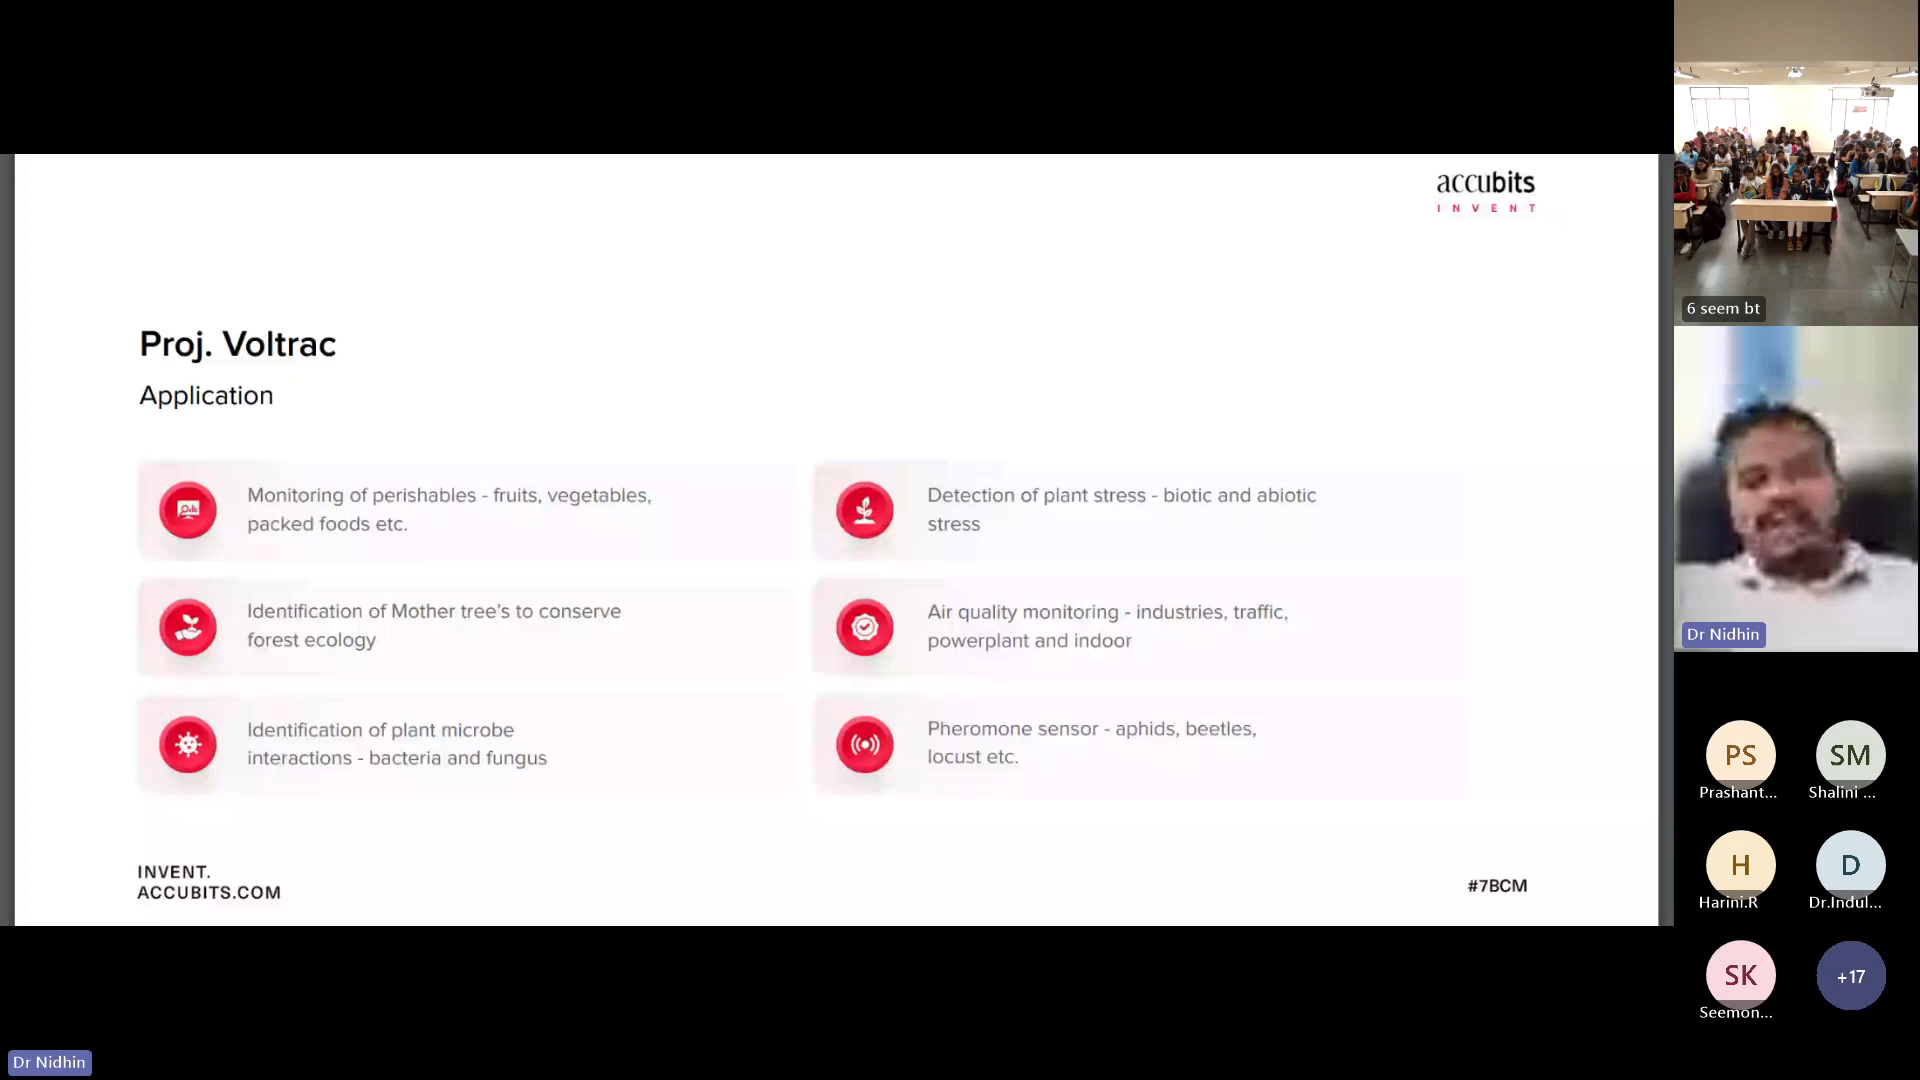 accubits
INVENT
Proj. Voltrac
Application
Monitoring of perishables - fruits, vegetables,
packed foods etc.
Detection of plant stress - biotic and abiotic
stress
Identification of Mother tree's to conserve
forest ecology
Air quality monitoring - industries, traffic,
powerplant and indoor
Identification of plant microbe
interactions - bacteria and fungus
Pheromone sensor - aphids, beetles,
locust etc.
INVENT.
ACCUBITS.COM
#7BCM
6 seem bt
Dr Nidhin
PS
Prashant...
SM
Shalini ...
H
Harini.R
D
Dr.Indul...
SK
Seemon...
+17
Dr Nidhin